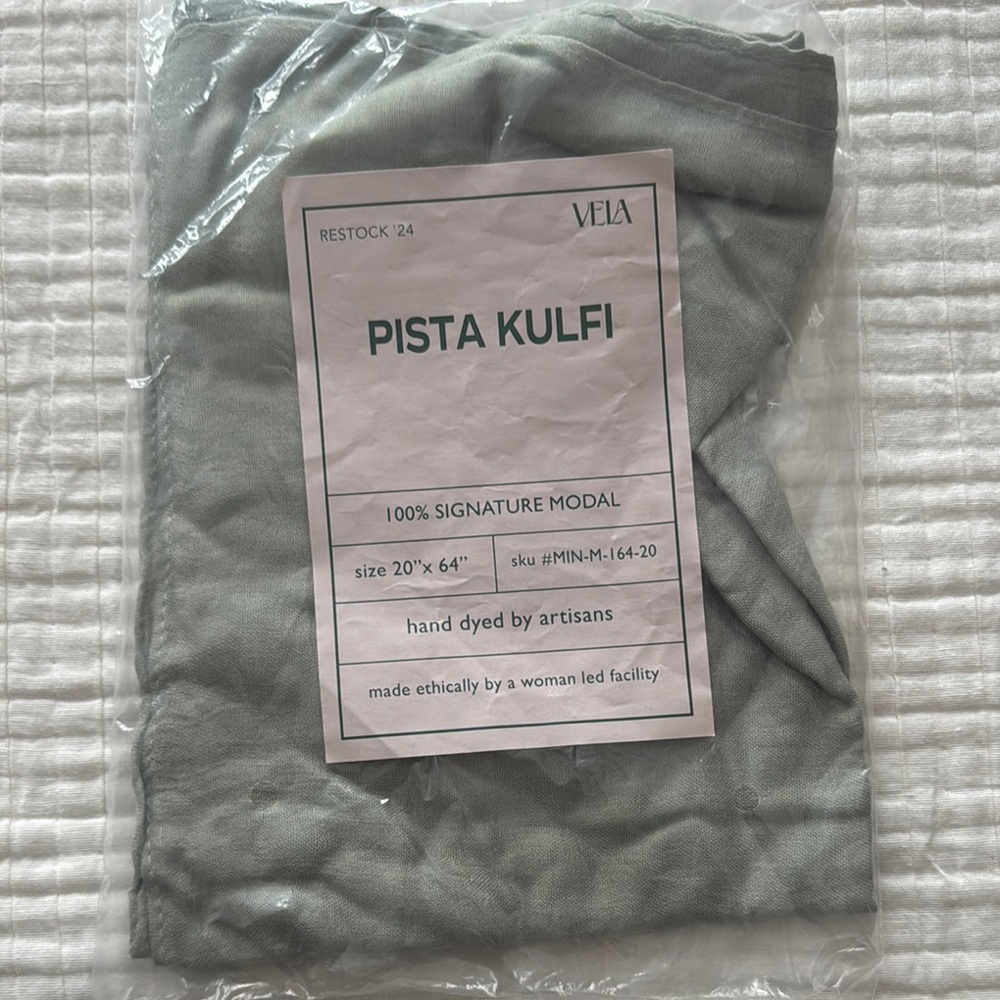 RESTOCK '24
VELA
PISTA KULFI
100% SIGNATURE MODAL
size 20”x 64”
sku #MIN-M-164-20
hand dyed by artisans
made ethically by a woman led facility